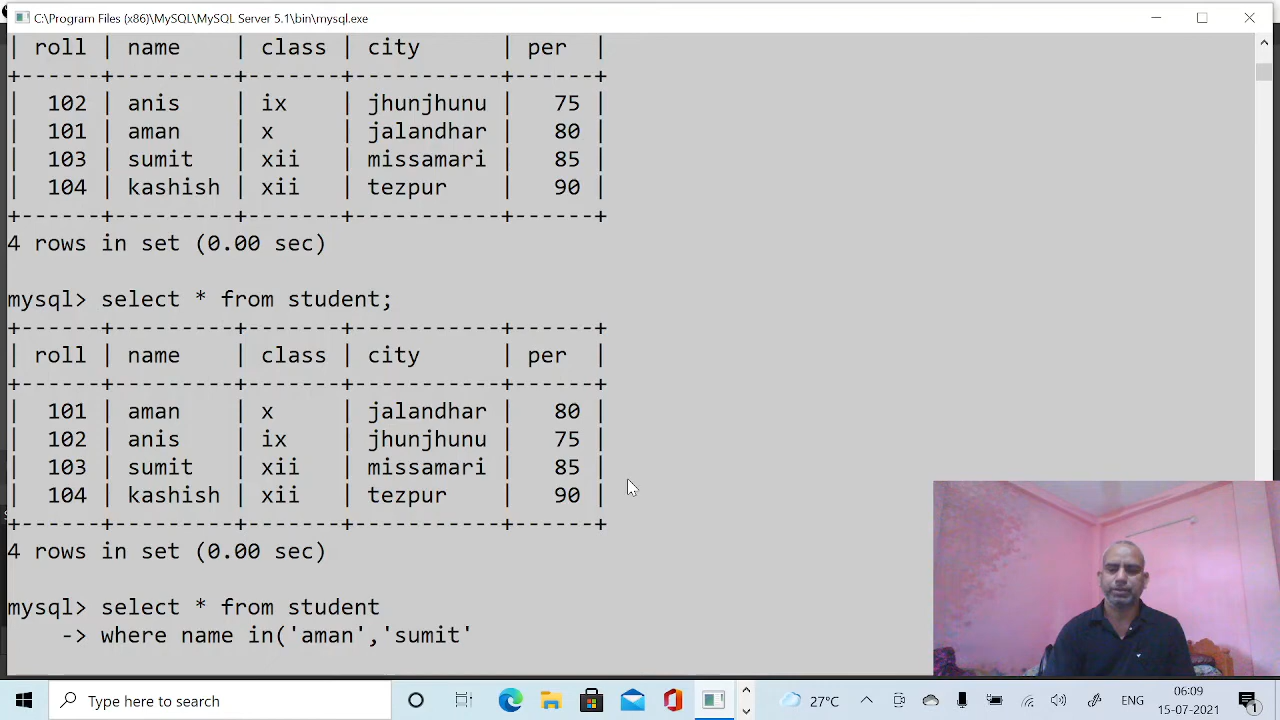 C:\Program Files (x86)\MySQL\MySQL Server 5.1\bin\mysql.exe
| roll | name    | class | city      | per  |
+------+---------+-------+-----------+------+
|  102 | anis    | ix    | jhunjhunu |   75 |
|  101 | aman    | x     | jalandhar |   80 |
|  103 | sumit   | xii   | missamari |   85 |
|  104 | kashish | xii   | tezpur    |   90 |
+------+---------+-------+-----------+------+
4 rows in set (0.00 sec)
mysql> select * from student;
+------+---------+-------+-----------+------+
| roll | name    | class | city      | per  |
+------+---------+-------+-----------+------+
|  101 | aman    | x     | jalandhar |   80 |
|  102 | anis    | ix    | jhunjhunu |   75 |
|  103 | sumit   | xii   | missamari |   85 |
|  104 | kashish | xii   | tezpur    |   90 |
+------+---------+-------+-----------+------+
4 rows in set (0.00 sec)
mysql> select * from student
    -> where name in('aman','sumit'
Type here to search
27°C
ENG
06:09
15-07-2021
1